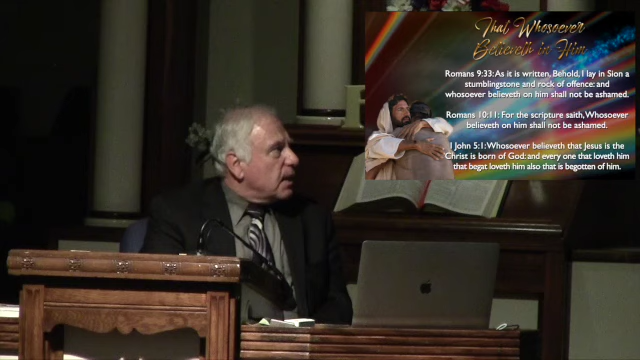 That Whosoever
Believeth in Him
Romans 9:33: As it is written, Behold, I lay in Sion a
stumblingstone and rock of offence: and
whosoever believeth on him shall not be ashamed.
Romans 10:11: For the scripture saith, Whosoever
believeth on him shall not be ashamed.
1 John 5:1: Whosoever believeth that Jesus is the
Christ is born of God: and every one that loveth him
that begat loveth him also that is begotten of him.